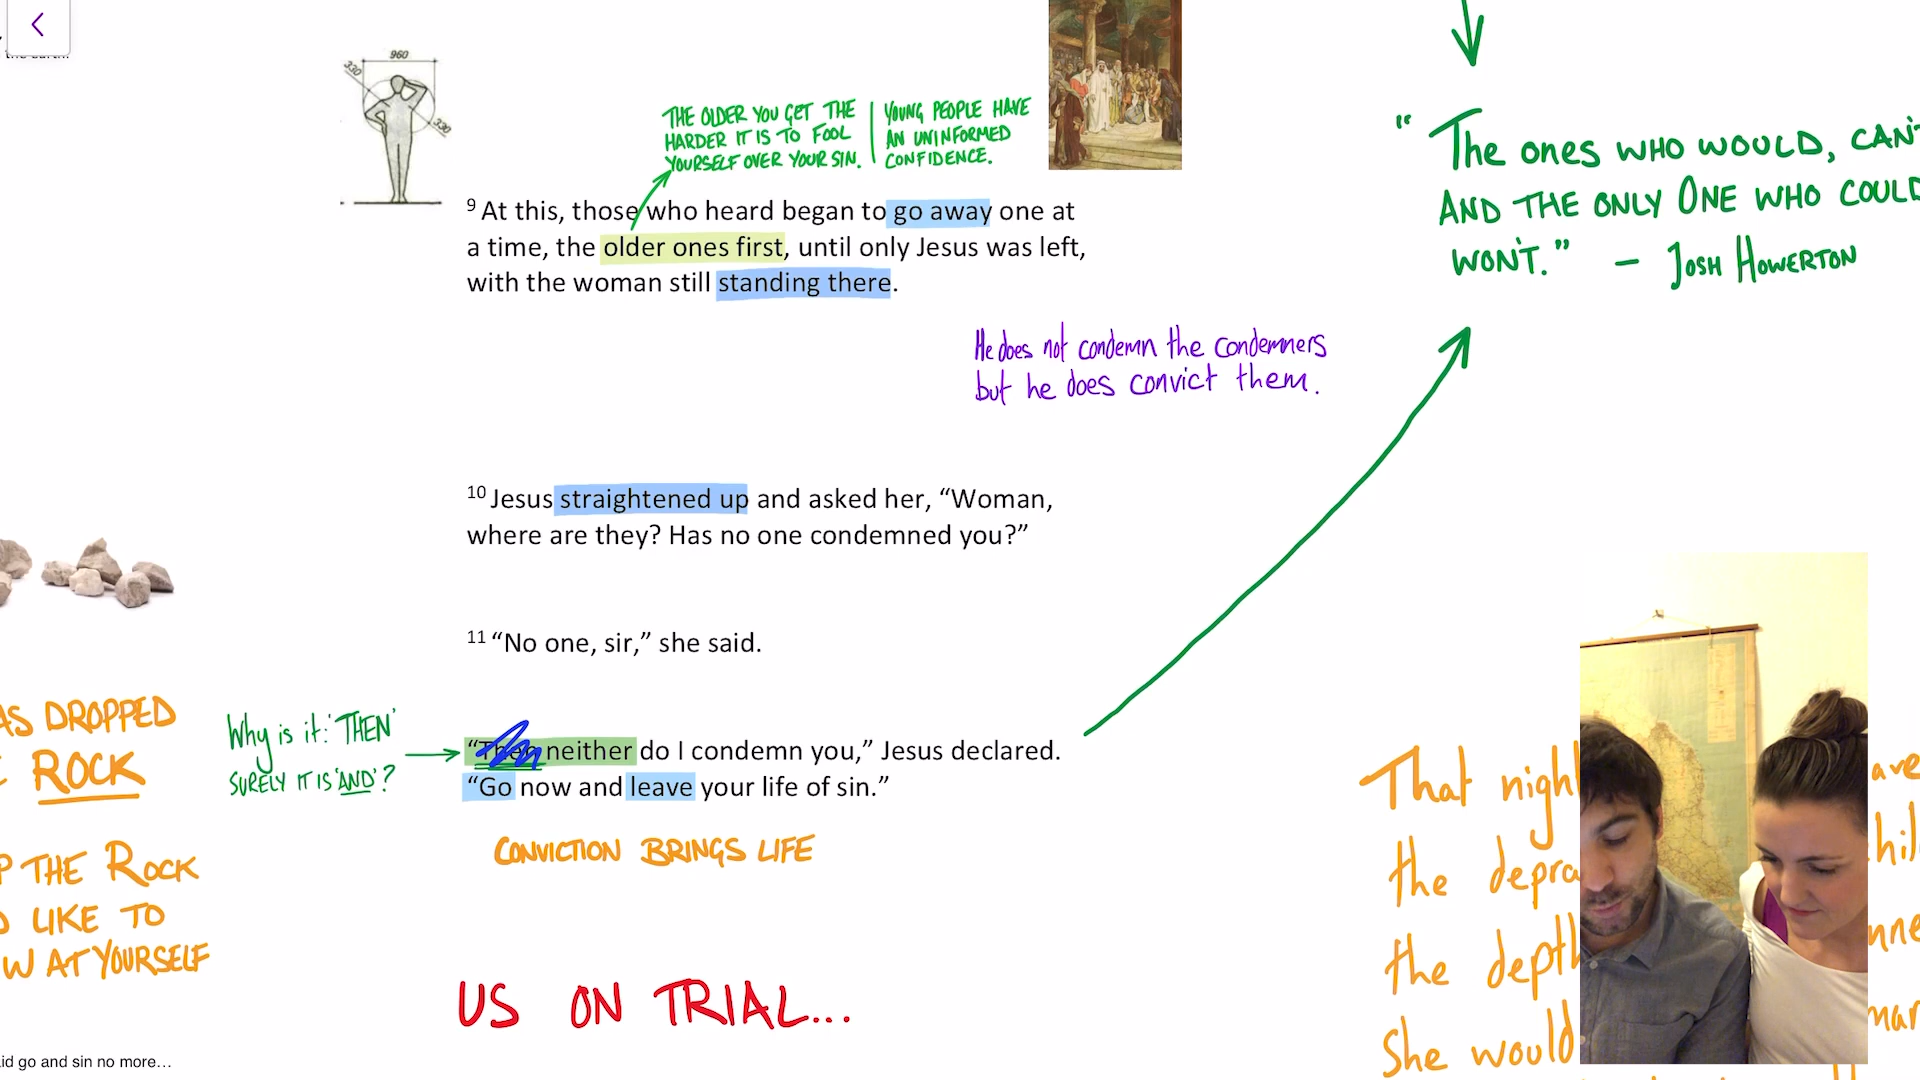 960
330
330
THE OLDER YOU GET THE
HARDER IT IS TO FOOL
YOURSELF OVER YOUR SIN.
YOUNG PEOPLE HAVE
AN UNINFORMED
CONFIDENCE.
9 At this, those who heard began to go away one at
a time, the older ones first, until only Jesus was left,
with the woman still standing there.
He does not condemn the condemners
but he does convict them.
"The ones who would, can't
AND THE ONLY ONE WHO COULD
WON'T." - JOSH HOWERTON
10 Jesus straightened up and asked her, “Woman,
where are they? Has no one condemned you?”
11 “No one, sir,” she said.
AS DROPPED
ROCK
THE ROCK
LIKE TO
AT YOURSELF
Why is it: 'THEN'
SURELY IT IS 'AND'?
“Then neither do I condemn you,” Jesus declared.
“Go now and leave your life of sin.”
CONVICTION BRINGS LIFE
US ON TRIAL...
That night
the
the depth
She would
id go and sin no more...